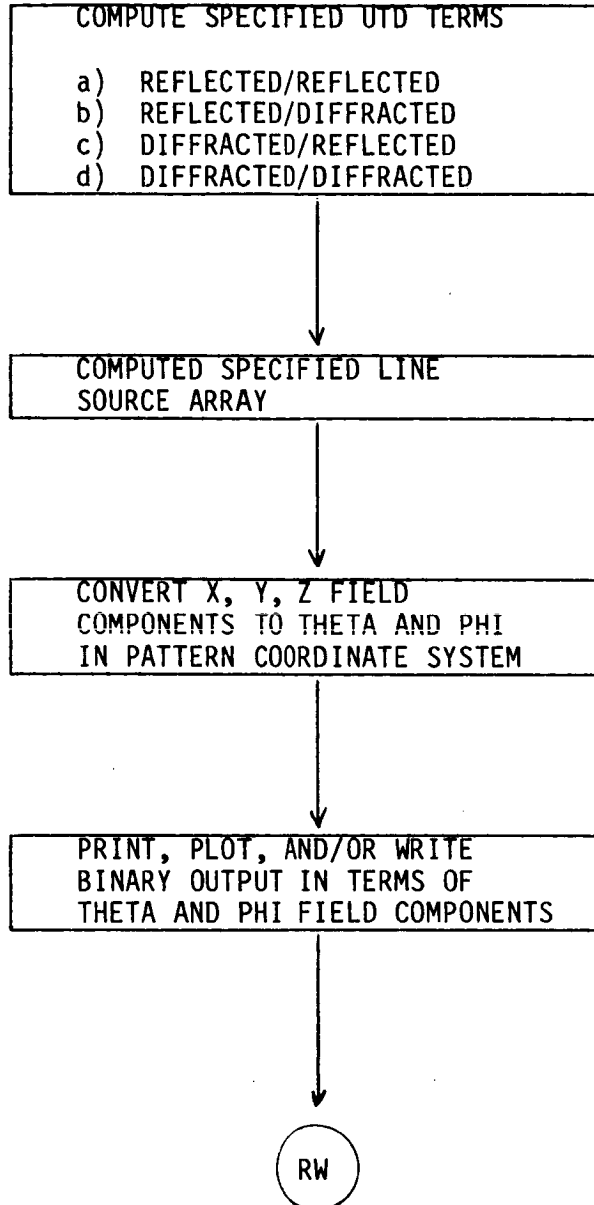 COMPUTE SPECIFIED UTD TERMS
a) REFLECTED/REFLECTED
b) REFLECTED/DIFFRACTED
c) DIFFRACTED/REFLECTED
d) DIFFRACTED/DIFFRACTED
COMPUTED SPECIFIED LINE
SOURCE ARRAY
CONVERT X, Y, Z FIELD
COMPONENTS TO THETA AND PHI
IN PATTERN COORDINATE SYSTEM
PRINT, PLOT, AND/OR WRITE
BINARY OUTPUT IN TERMS OF
THETA AND PHI FIELD COMPONENTS
RW